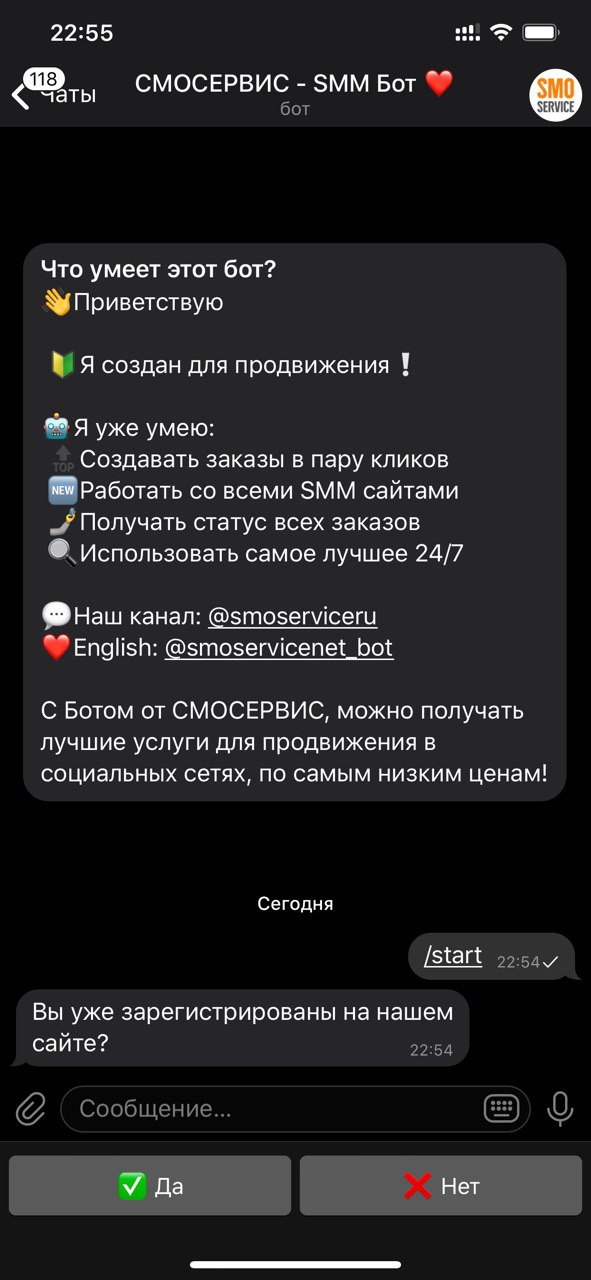 22:55
118
Чаты
СМОСЕРВИС - SMM Бот ❤️
бот
SMO
SERVICE
Что умеет этот бот?
👋Приветствую
🔰Я создан для продвижения❕
🤖Я уже умею:
🔝Создавать заказы в пару кликов
🆕Работать со всеми SMM сайтами
🤳Получать статус всех заказов
🔍Использовать самое лучшее 24/7
💬Наш канал: @smoserviceru
❤️English: @smoservicenet_bot
С Ботом от СМОСЕРВИС, можно получать
лучшие услуги для продвижения в
социальных сетях, по самым низким ценам!
Сегодня
/start 22:54
Вы уже зарегистрированы на нашем
сайте?
22:54
Сообщение...
✅ Да
❌ Нет